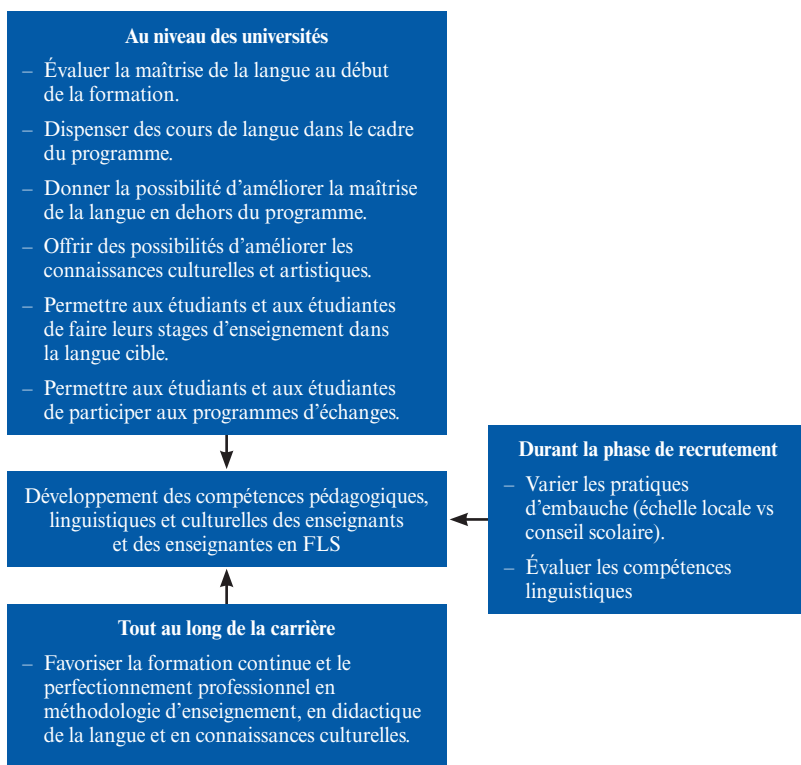 Au niveau des universités
– Évaluer la maîtrise de la langue au début
de la formation.
– Dispenser des cours de langue dans le cadre
du programme.
– Donner la possibilité d’améliorer la maîtrise
de la langue en dehors du programme.
– Offrir des possibilités d’améliorer les
connaissances culturelles et artistiques.
– Permettre aux étudiants et aux étudiantes
de faire leurs stages d’enseignement dans
la langue cible.
– Permettre aux étudiants et aux étudiantes
de participer aux programmes d’échanges.
Développement des compétences pédagogiques,
linguistiques et culturelles des enseignants
et des enseignantes en FLS
Durant la phase de recrutement
– Varier les pratiques
d’embauche (échelle locale vs
conseil scolaire).
– Évaluer les compétences
linguistiques
Tout au long de la carrière
– Favoriser la formation continue et le
perfectionnement professionnel en
méthodologie d’enseignement, en didactique
de la langue et en connaissances culturelles.